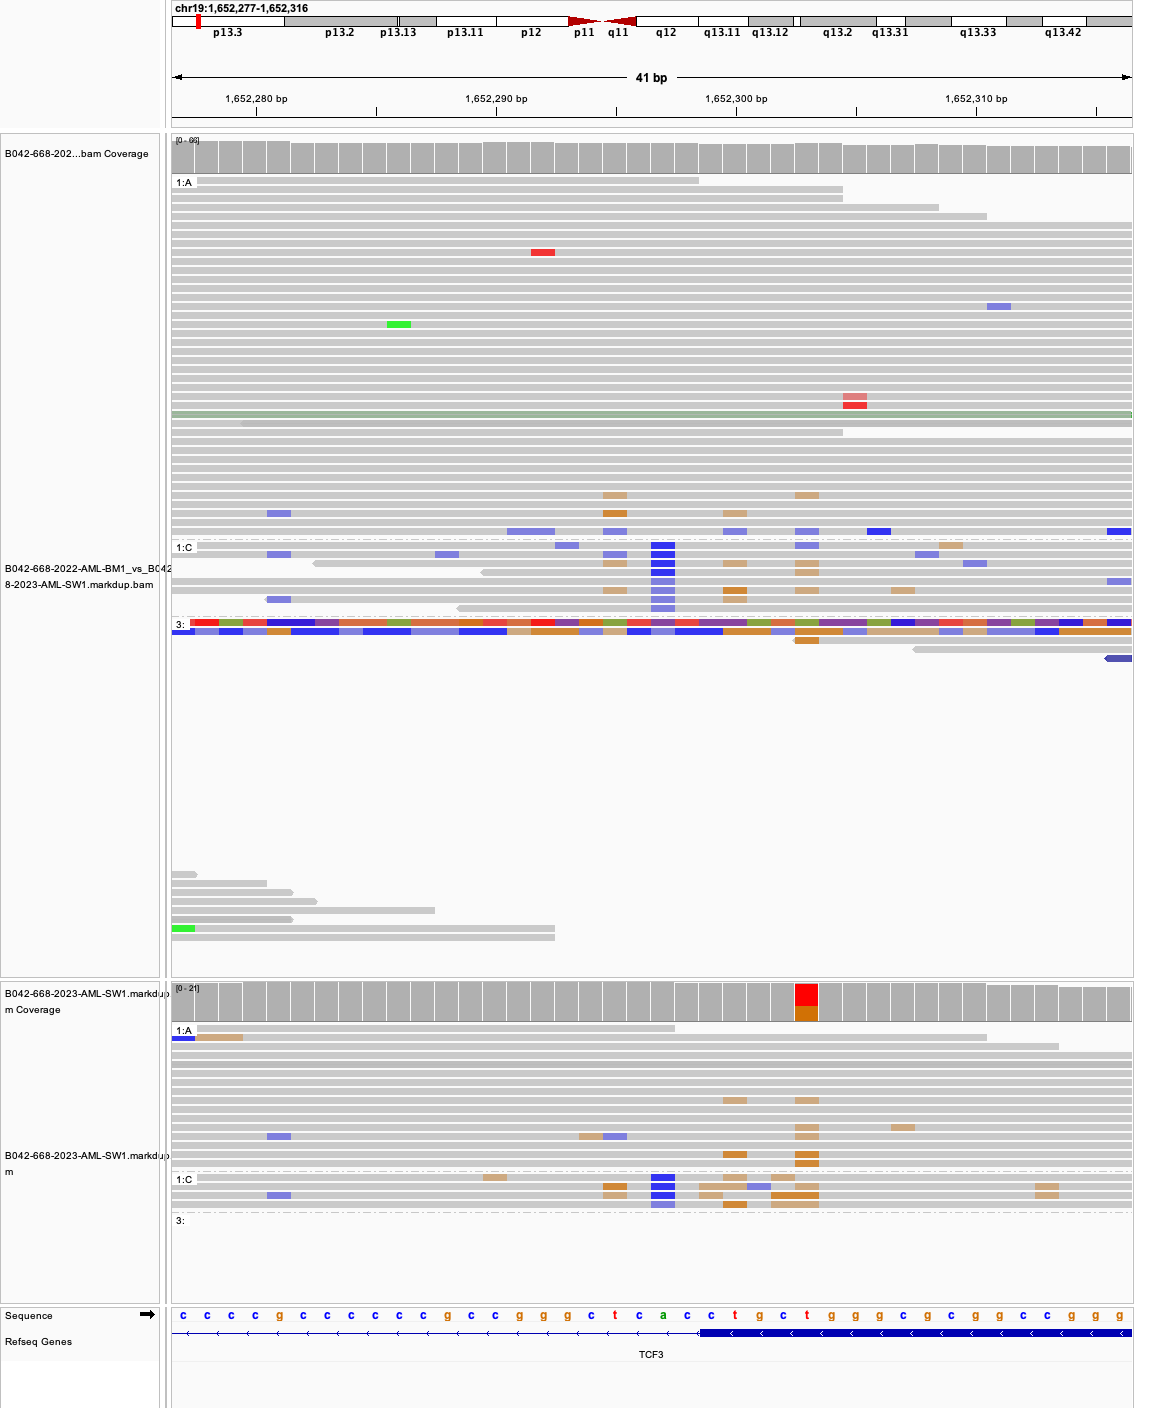 chr19:1,652,277-1,652,316
p13.3 p13.2 p13.13 p13.11 p12 p11 q11 q12 q13.11 q13.12 q13.2 q13.31 q13.33 q13.42
41 bp
1,652,280 bp 1,652,290 bp 1,652,300 bp 1,652,310 bp
[0 - 66]
B042-668-202...bam Coverage
1:A
1:C
B042-668-2022-AML-BM1_vs_B042
8-2023-AML-SW1.markdup.bam
3:
[0 - 21]
B042-668-2023-AML-SW1.markdup
m Coverage
1:A
B042-668-2023-AML-SW1.markdup
m
1:C
3:
Sequence c c c c g c c c c c c g c c g g g c t c a c c t g c t g g g c g c g g c c g g g
Refseq Genes
TCF3